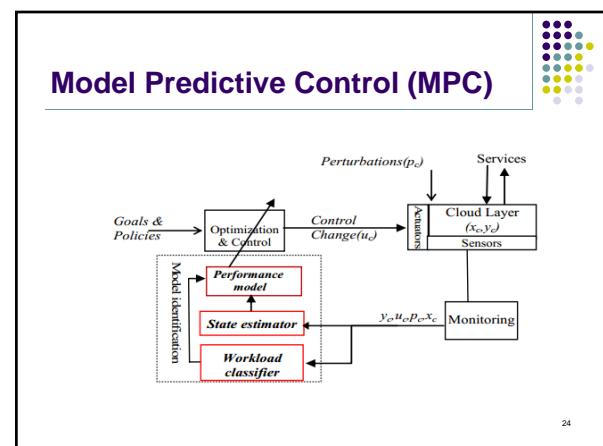 Model Predictive Control (MPC)
Perturbations(pc)
Services
Goals &
Policies
Optimization
& Control
Control
Change(uc)
Actuators
Cloud Layer
(xc,yc)
Sensors
Model identification
Performance
model
State estimator
yc,uc,pc,xc
Monitoring
Workload
classifier
24